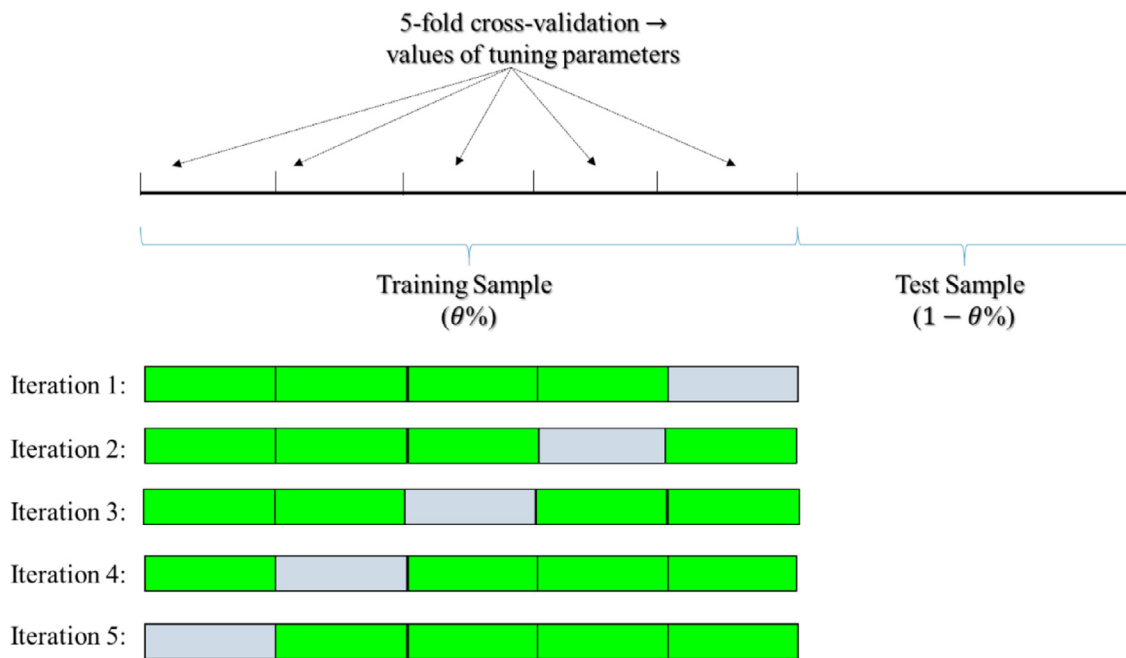 5-fold cross-validation →
values of tuning parameters
Training Sample
(θ%)
Test Sample
(1 − θ%)
Iteration 1:
Iteration 2:
Iteration 3:
Iteration 4:
Iteration 5: